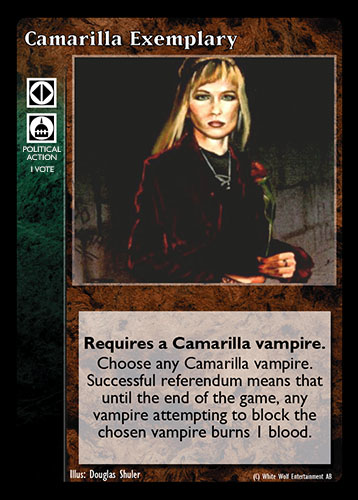 Camarilla Exemplary
POLITICAL
ACTION
1 VOTE
Requires a Camarilla vampire.
Choose any Camarilla vampire.
Successful referendum means that
until the end of the game, any
vampire attempting to block the
chosen vampire burns 1 blood.
Illus: Douglas Shuler
(C) White Wolf Entertainment AB